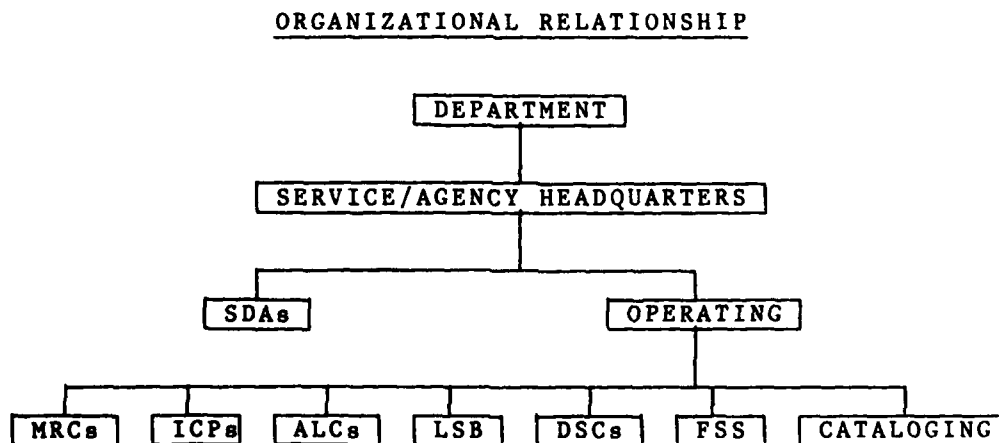 ORGANIZATIONAL RELATIONSHIP
DEPARTMENT
SERVICE/AGENCY HEADQUARTERS
SDAs OPERATING
MRCs ICPs ALCs LSB DSCs FSS CATALOGING